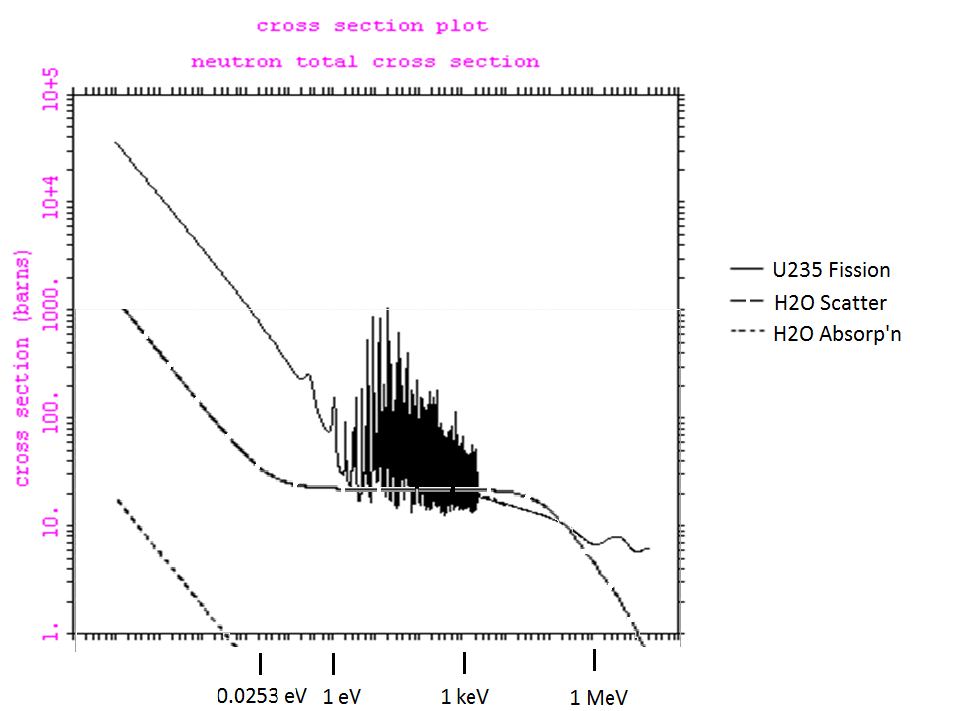 cross section plot
neutron total cross section
cross section (barns)
10+5
10+4
1000.
100.
10.
1.
0.0253 eV
1 eV
1 keV
1 MeV
U235 Fission
H2O Scatter
H2O Absorp'n